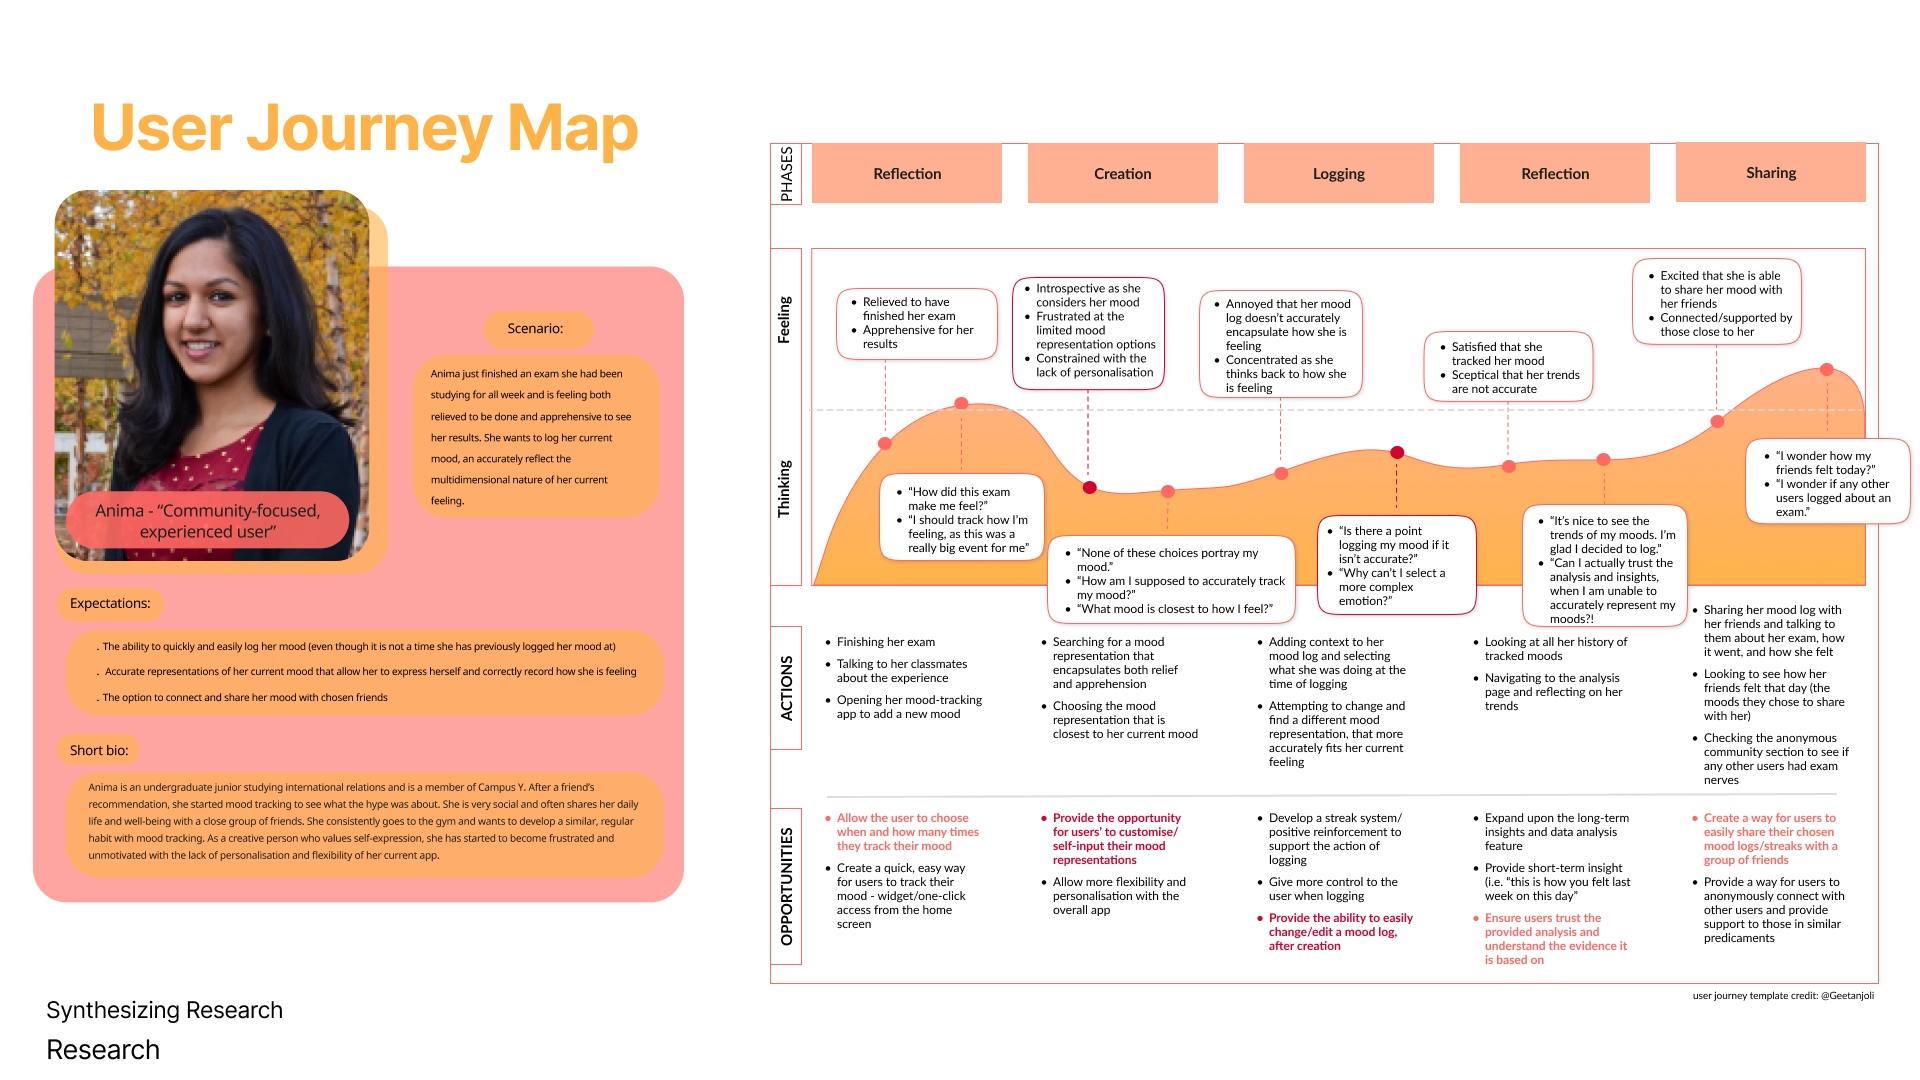 User Journey Map
Anima - “Community-focused,
experienced user”
Scenario:
Anima just finished an exam she had been
studying for all week and is feeling both
relieved to be done and apprehensive to see
her results. She wants to log her current
mood, an accurately reflect the
multidimensional nature of her current
feeling.
Expectations:
. The ability to quickly and easily log her mood (even though it is not a time she has previously logged her mood at)
. Accurate representations of her current mood that allow her to express herself and correctly record how she is feeling
. The option to connect and share her mood with chosen friends
Short bio:
Anima is an undergraduate junior studying international relations and is a member of Campus Y. After a friend’s
recommendation, she started mood tracking to see what the hype was about. She is very social and often shares her daily
life and well-being with a close group of friends. She consistently goes to the gym and wants to develop a similar, regular
habit with mood tracking. As a creative person who values self-expression, she has started to become frustrated and
unmotivated with the lack of personalisation and flexibility of her current app.
Synthesizing Research
Research
PHASES
Reflection
Creation
Logging
Reflection
Sharing
Feeling
• Relieved to have
finished her exam
• Apprehensive for her
results
• Introspective as she
considers her mood
• Frustrated at the
limited mood
representation options
• Constrained with the
lack of personalisation
• Annoyed that her mood
log doesn’t accurately
encapsulate how she is
feeling
• Concentrated as she
thinks back to how she
is feeling
• Satisfied that she
tracked her mood
• Sceptical that her trends
are not accurate
• Excited that she is able
to share her mood with
her friends
• Connected/supported by
those close to her
Thinking
• “How did this exam
make me feel?”
• “I should track how I’m
feeling, as this was a
really big event for me”
• “None of these choices portray my
mood.”
• “How am I supposed to accurately track
my mood?”
• “What mood is closest to how I feel?”
• “Is there a point
logging my mood if it
isn’t accurate?”
• “Why can’t I select a
more complex
emotion?”
• “It’s nice to see the
trends of my moods. I’m
glad I decided to log.”
• “Can I actually trust the
analysis and insights,
when I am unable to
accurately represent my
moods?!
• “I wonder how my
friends felt today?”
• “I wonder if any other
users logged about an
exam.”
ACTIONS
• Finishing her exam
• Talking to her classmates
about the experience
• Opening her mood-tracking
app to add a new mood
• Searching for a mood
representation that
encapsulates both relief
and apprehension
• Choosing the mood
representation that is
closest to her current mood
• Adding context to her
mood log and selecting
what she was doing at the
time of logging
• Attempting to change and
find a different mood
representation, that more
accurately fits her current
feeling
• Looking at all her history of
tracked moods
• Navigating to the analysis
page and reflecting on her
trends
• Sharing her mood log with
her friends and talking to
them about her exam, how
it went, and how she felt
• Looking to see how her
friends felt that day (the
moods they chose to share
with her)
• Checking the anonymous
community section to see if
any other users had exam
nerves
OPPORTUNITIES
• Allow the user to choose
when and how many times
they track their mood
• Create a quick, easy way
for users to track their
mood - widget/one-click
access from the home
screen
• Provide the opportunity
for users’ to customise/
self-input their mood
representations
• Allow more flexibility and
personalisation with the
overall app
• Develop a streak system/
positive reinforcement to
support the action of
logging
• Give more control to the
user when logging
• Provide the ability to easily
change/edit a mood log,
after creation
• Expand upon the long-term
insights and data analysis
feature
• Provide short-term insight
(i.e. “this is how you felt last
week on this day”
• Ensure users trust the
provided analysis and
understand the evidence it
is based on
• Create a way for users to
easily share their chosen
mood logs/streaks with a
group of friends
• Provide a way for users to
anonymously connect with
other users and provide
support to those in similar
predicaments
user journey template credit: @Geetanjoli